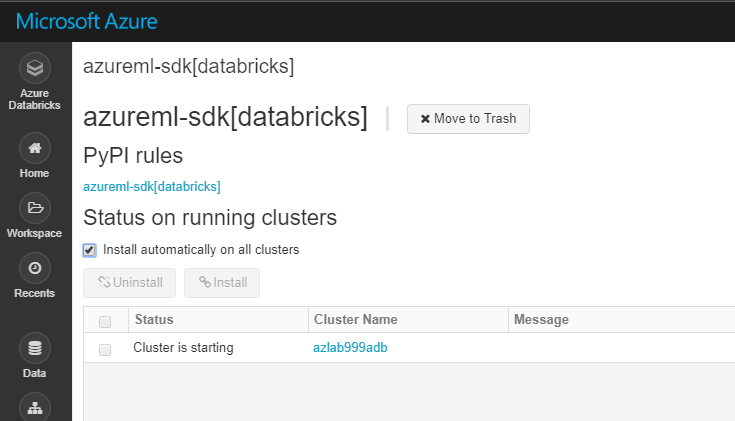 Microsoft Azure
azureml-sdk[databricks]
Azure
Databricks
Home
Workspace
Recents
Data
azureml-sdk[databricks]
Move to Trash
PyPI rules
azureml-sdk[databricks]
Status on running clusters
Install automatically on all clusters
Uninstall
Install
Status Cluster Name Message
Cluster is starting azlab999adb